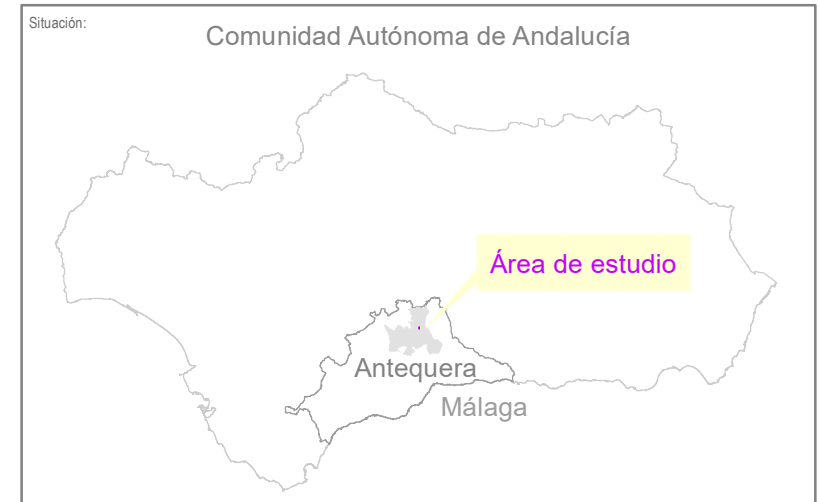 Situación:
Comunidad Autónoma de Andalucía
Área de estudio
Antequera
Málaga